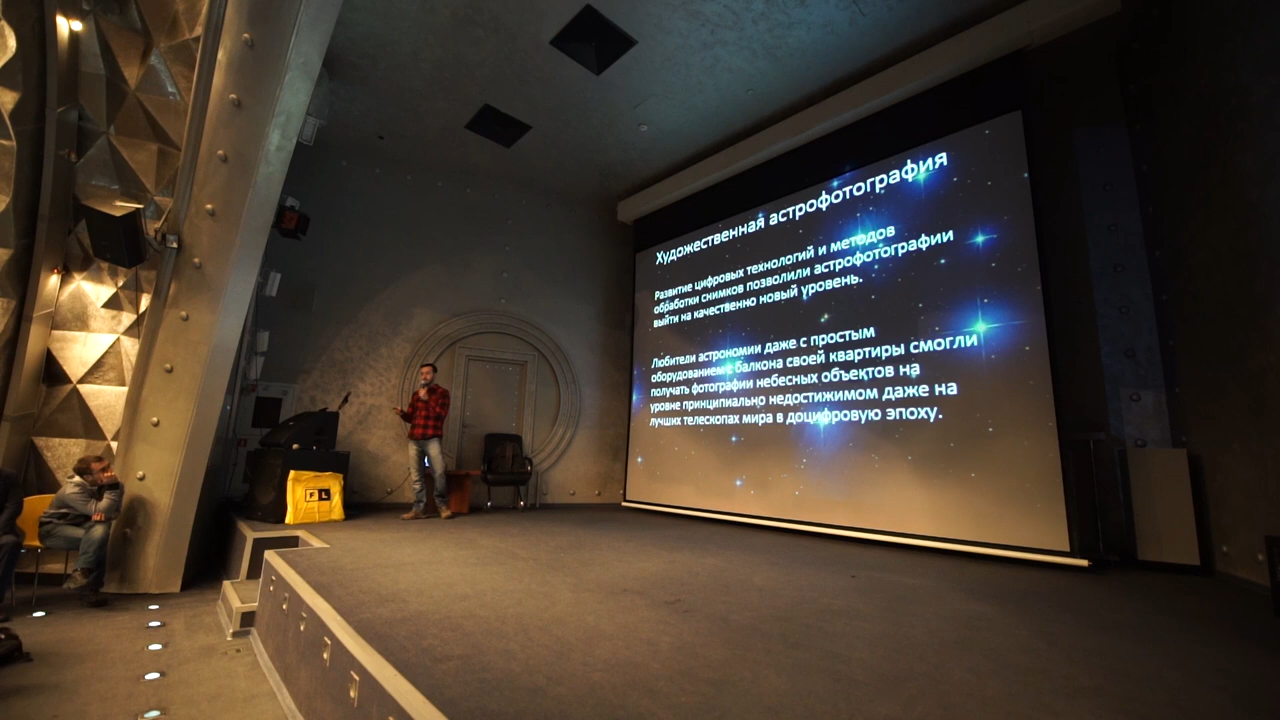 Художественная астрофотография
Развитие цифровых технологий и методов
обработки снимков позволили астрофотографии
выйти на качественно новый уровень.
Любители астрономии даже с простым
оборудованием с балкона своей квартиры смогли
получать фотографии небесных объектов на
уровне принципиально недостижимом даже на
лучших телескопах мира в доцифровую эпоху.
FL